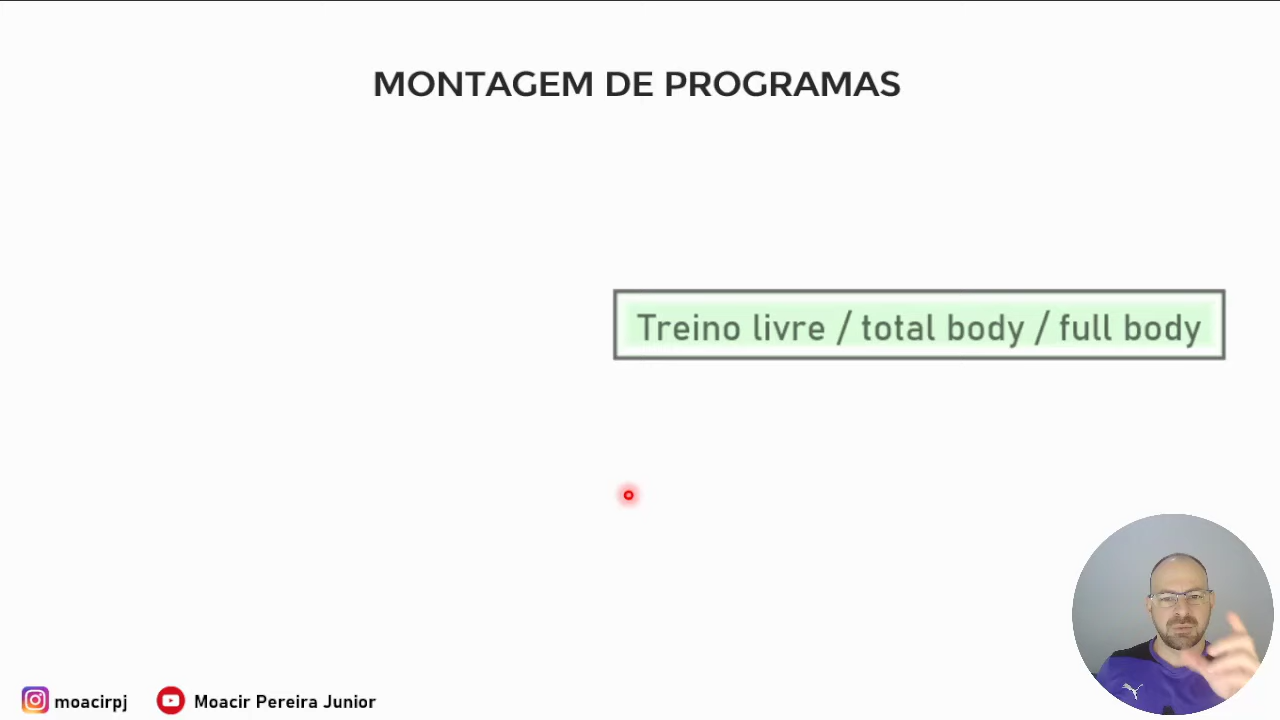 MONTAGEM DE PROGRAMAS
Treino livre / total body / full body
moacirpj
Moacir Pereira Junior